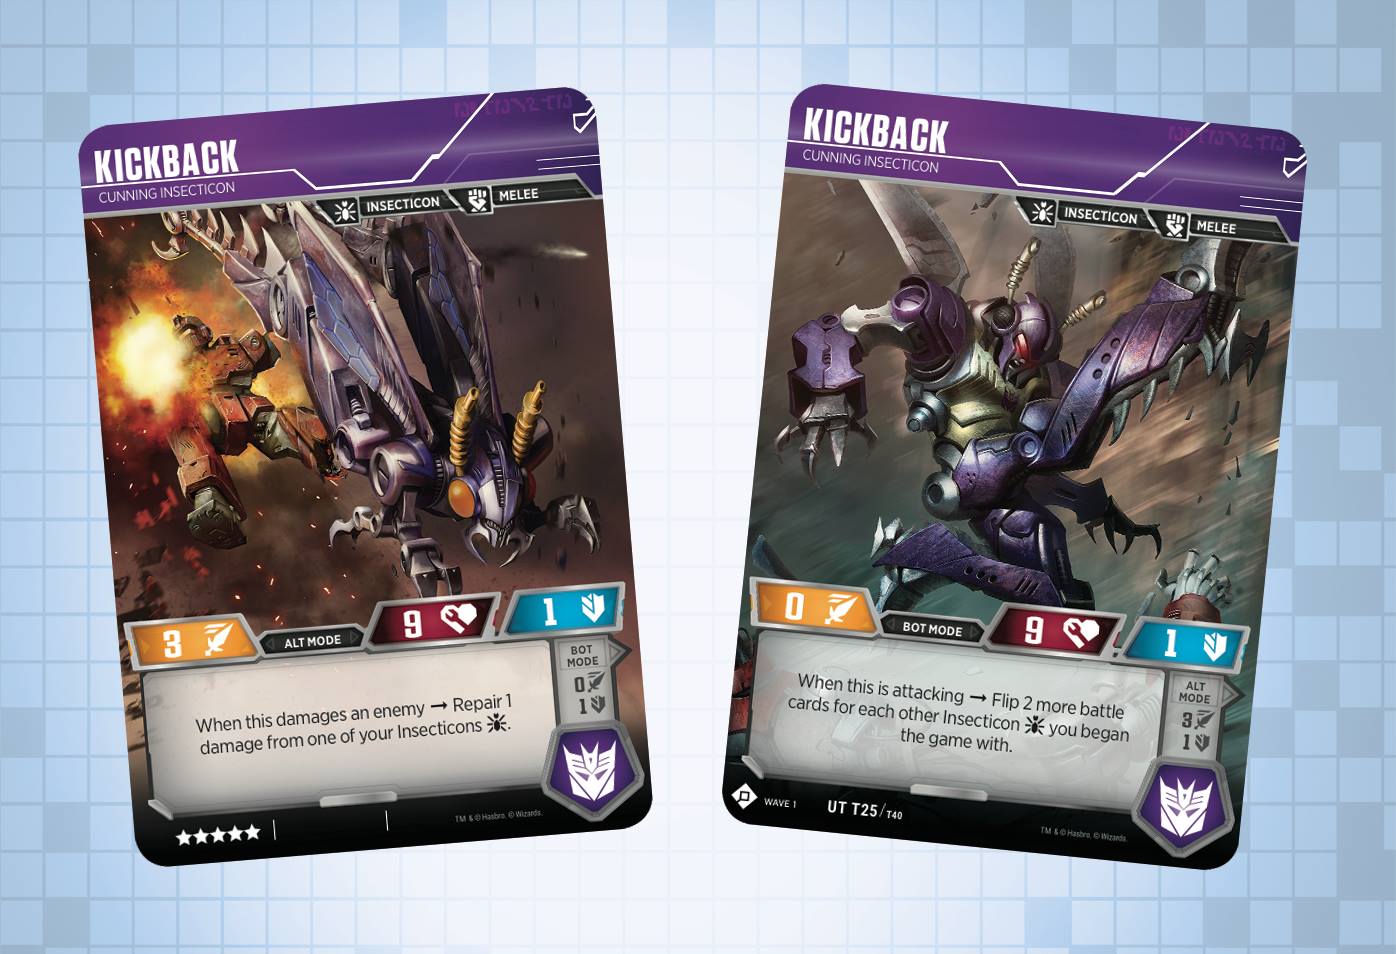 KICKBACK
CUNNING INSECTICON
INSECTICON
MELEE
3
ALT MODE
9
1
When this damages an enemy → Repair 1
damage from one of your Insecticons .
BOT
MODE
0
1
TM & © Hasbro. © Wizards.
KICKBACK
CUNNING INSECTICON
INSECTICON
MELEE
0
BOT MODE
9
1
When this is attacking → Flip 2 more battle
cards for each other Insecticon you began
the game with.
ALT
MODE
3
1
WAVE 1
UT T25/T40
TM & © Hasbro. © Wizards.